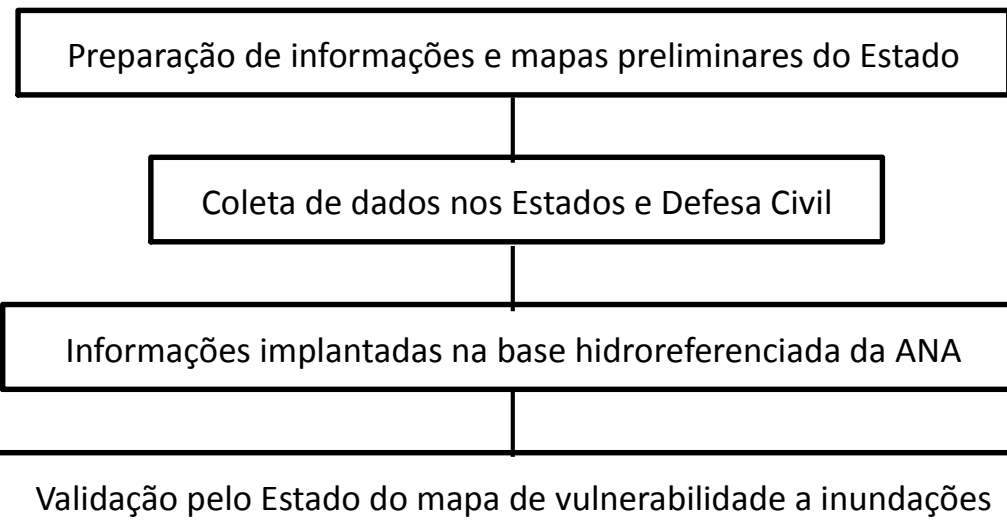 Preparação de informações e mapas preliminares do Estado
Coleta de dados nos Estados e Defesa Civil
Informações implantadas na base hidroreferenciada da ANA
Validação pelo Estado do mapa de vulnerabilidade a inundações